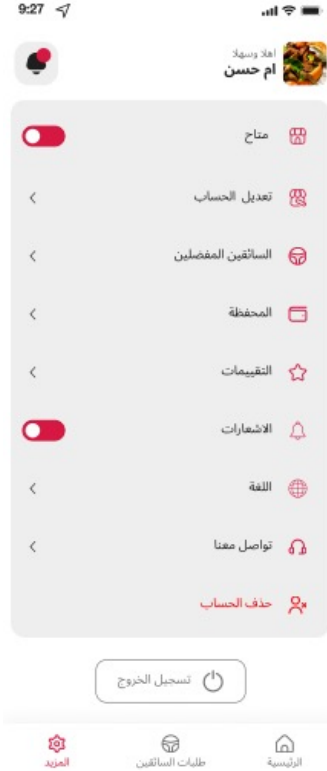 9:27
اهلا وسهلا
ام حسن
متاح
تعديل الحساب
السائقين المفضلين
المحفظة
التقييمات
الاشعارات
اللغة
تواصل معنا
حذف الحساب
تسجيل الخروج
الرئيسية
طلبات السائقين
المزيد